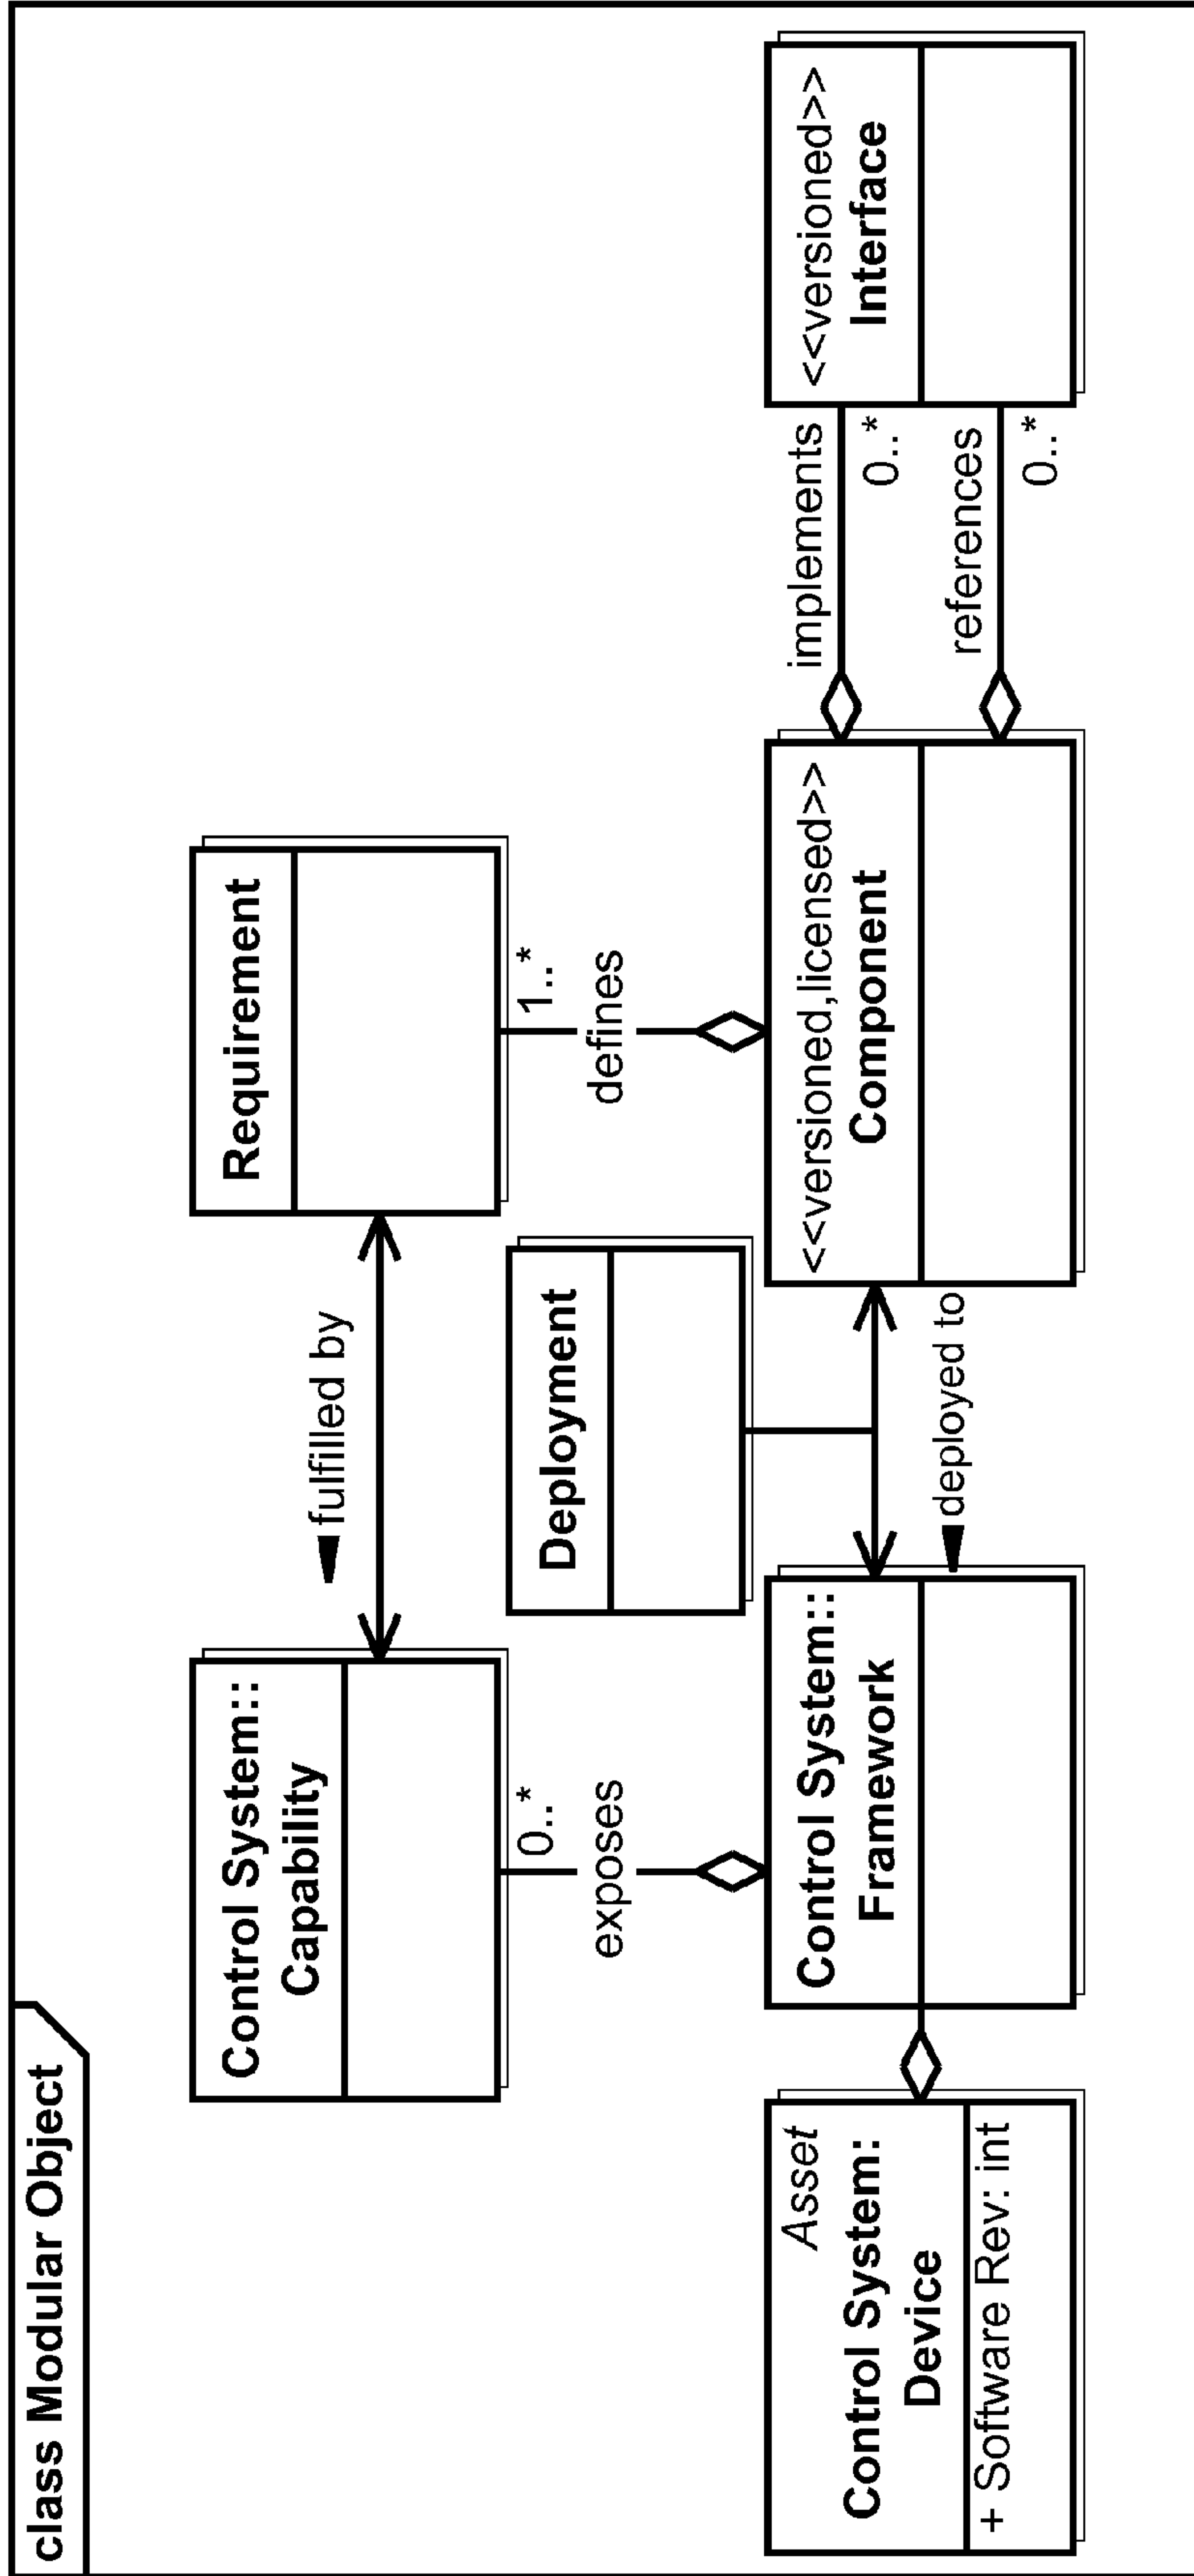 class Modular Object
Control System::
Capability
fulfilled by
Requirement
0..*
exposes
Deployment
1..*
defines
Asset
Control System:
Device
+ Software Rev: int
Control System::
Framework
deployed to
<<versioned,licensed>>
Component
implements
0..*
references
0..*
<<versioned>>
Interface